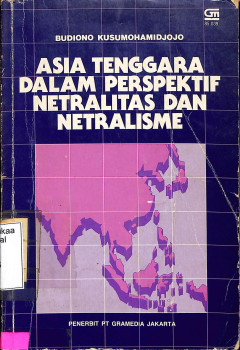 BUDIONO KUSUMOHAMIDJOJO
ASIA TENGGARA
DALAM PERSPEKTIF
NETRALITAS DAN
NETRALISME
PENERBIT PT GRAMEDIA JAKARTA